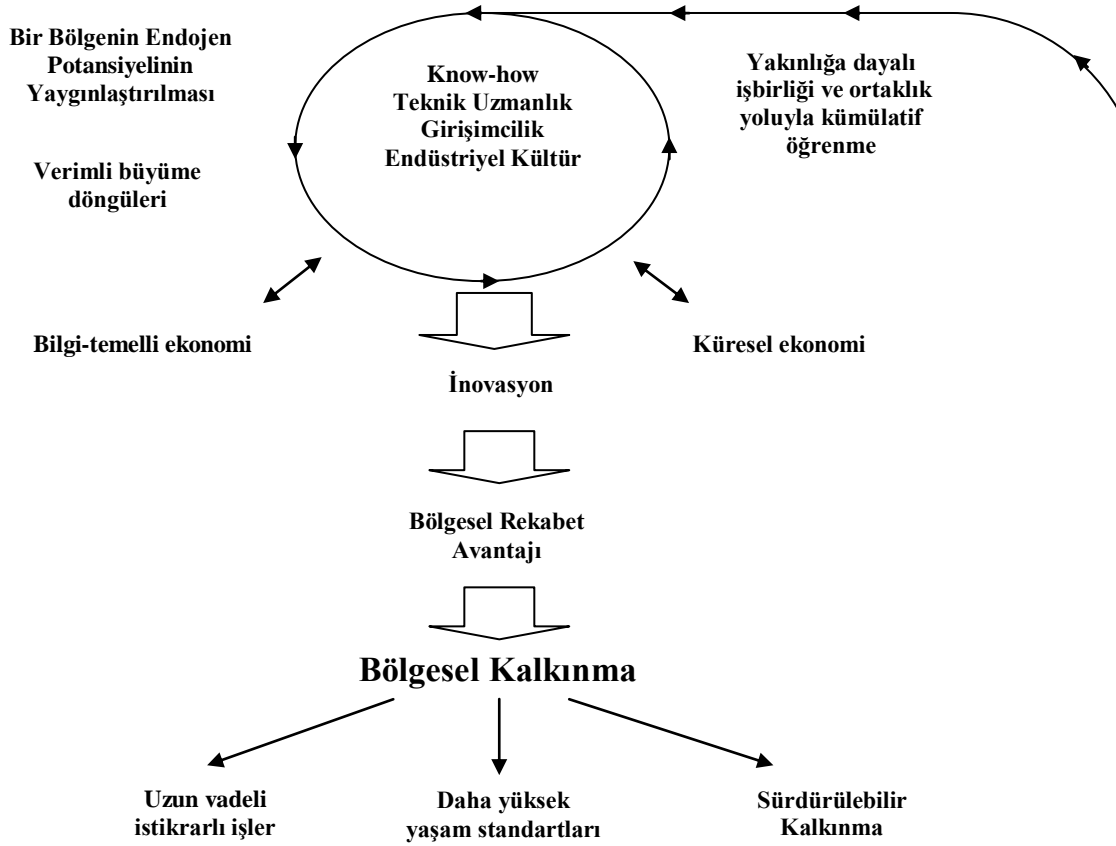 Bir Bölgenin Endojen
Potansiyelinin
Yaygınlaştırılması
Know-how
Teknik Uzmanlık
Girişimcilik
Endüstriyel Kültür
Yakınlığa dayalı
işbirliği ve ortaklık
yoluyla kümülatif
öğrenme
Verimli büyüme
döngüleri
Bilgi-temelli ekonomi
Küresel ekonomi
İnovasyon
Bölgesel Rekabet
Avantajı
Bölgesel Kalkınma
Uzun vadeli
istikrarlı işler
Daha yüksek
yaşam standartları
Sürdürülebilir
Kalkınma